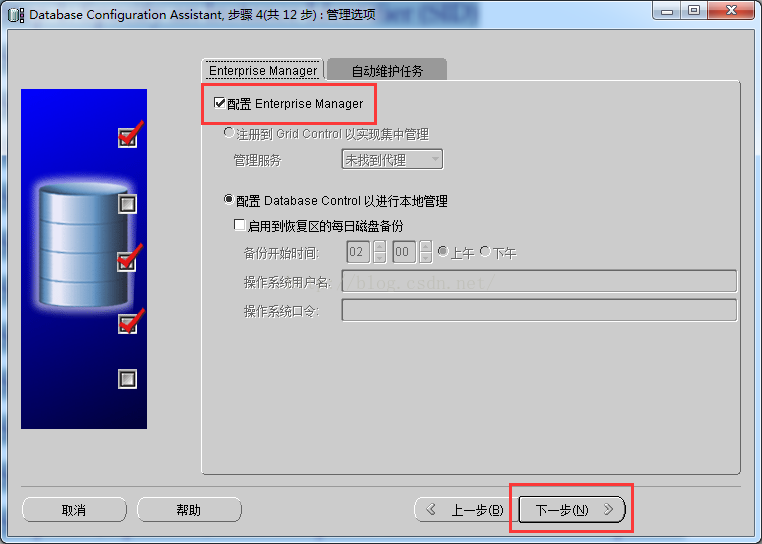 Database Configuration Assistant, 步骤 4(共 12 步) : 管理选项
Enterprise Manager 自动维护任务
配置 Enterprise Manager
注册到 Grid Control 以实现集中管理
管理服务 未找到代理
配置 Database Control 以进行本地管理
启用到恢复区的每日磁盘备份
备份开始时间: 02 00 上午 下午
操作系统用户名: /blog.csdn.net/
操作系统口令:
取消 帮助 上一步(B) 下一步(N)